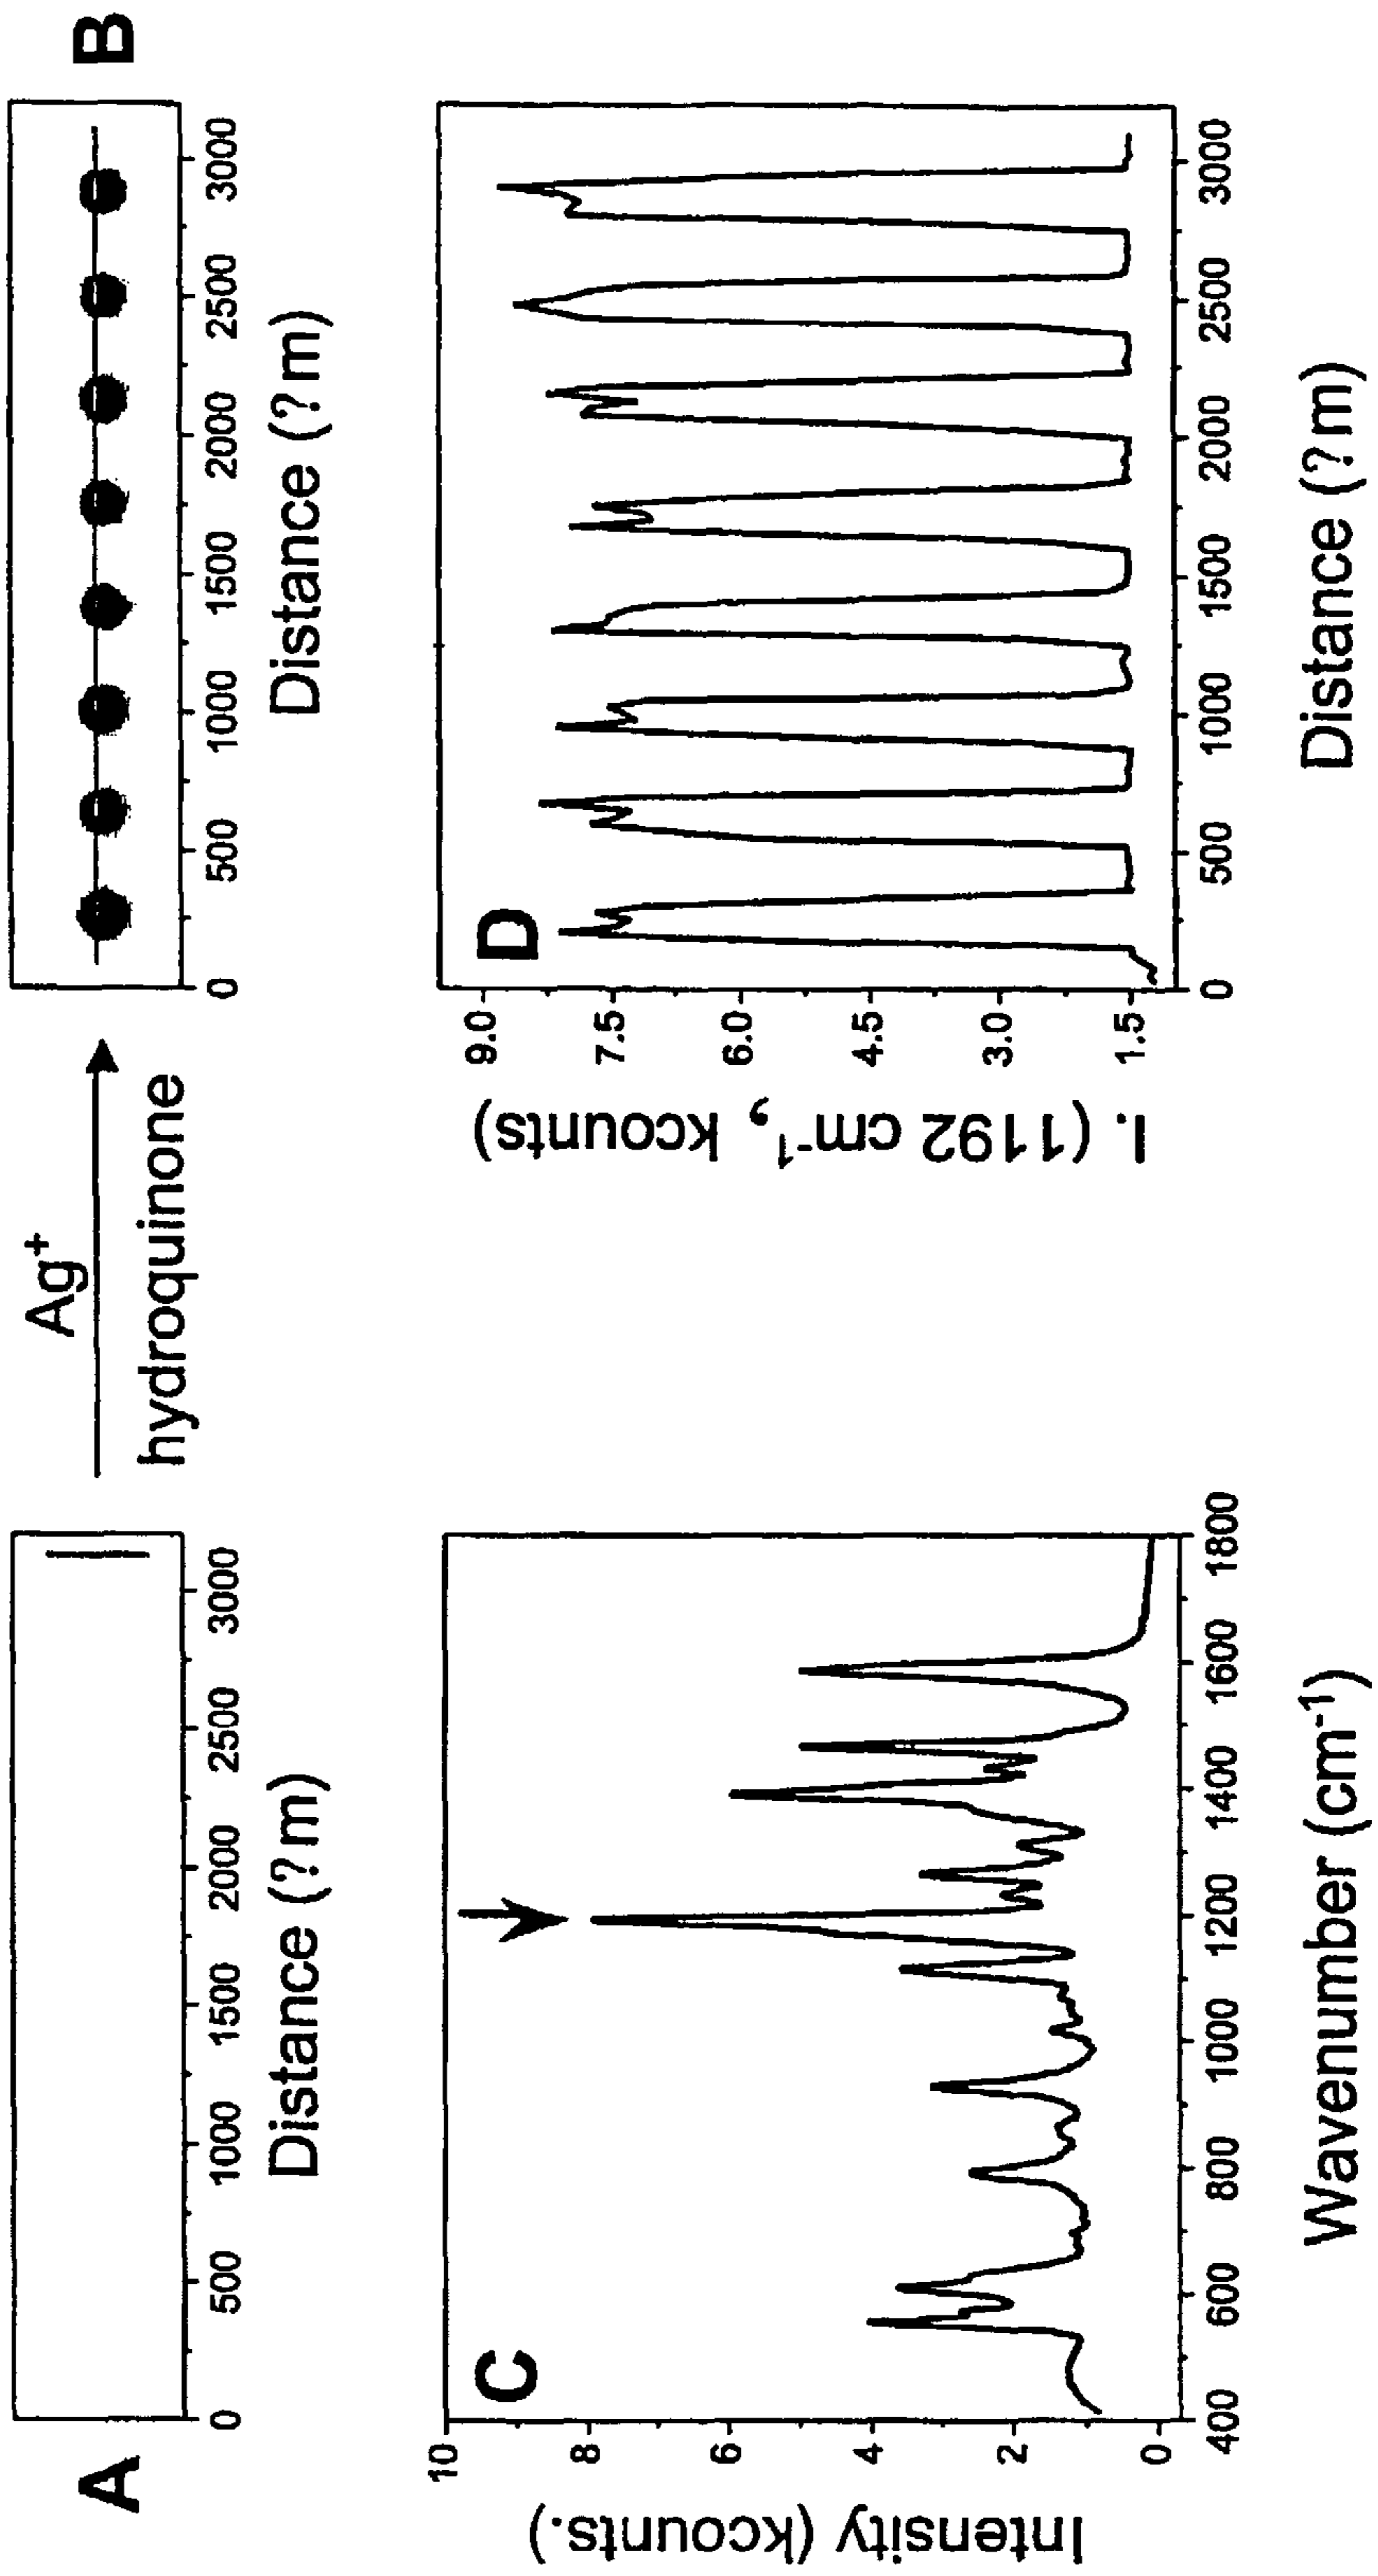 A
0 500 1000 1500 2000 2500 3000
Distance (?m)
Ag+
hydroquinone
B
0 500 1000 1500 2000 2500 3000
Distance (?m)
C
Intensity (kcounts.)
10
8
6
4
2
0
400 600 800 1000 1200 1400 1600 1800
Wavenumber (cm-1)
D
I. (1192 cm-1, kcounts)
9.0
7.5
6.0
4.5
3.0
1.5
0 500 1000 1500 2000 2500 3000
Distance (?m)